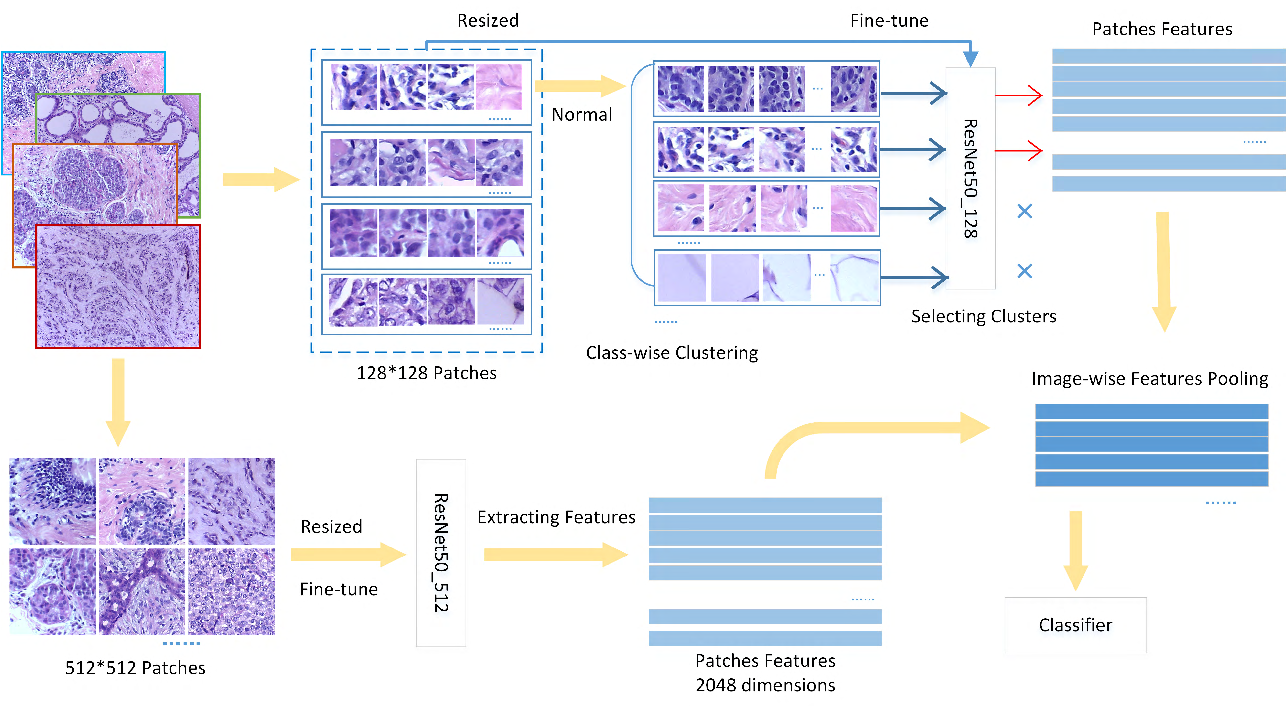 Resized
Fine-tune
Patches Features
Normal
ResNet50_128
Selecting Clusters
Class-wise Clustering
128*128 Patches
Image-wise Features Pooling
Resized
Fine-tune
ResNet50_512
Extracting Features
Classifier
512*512 Patches
Patches Features
2048 dimensions